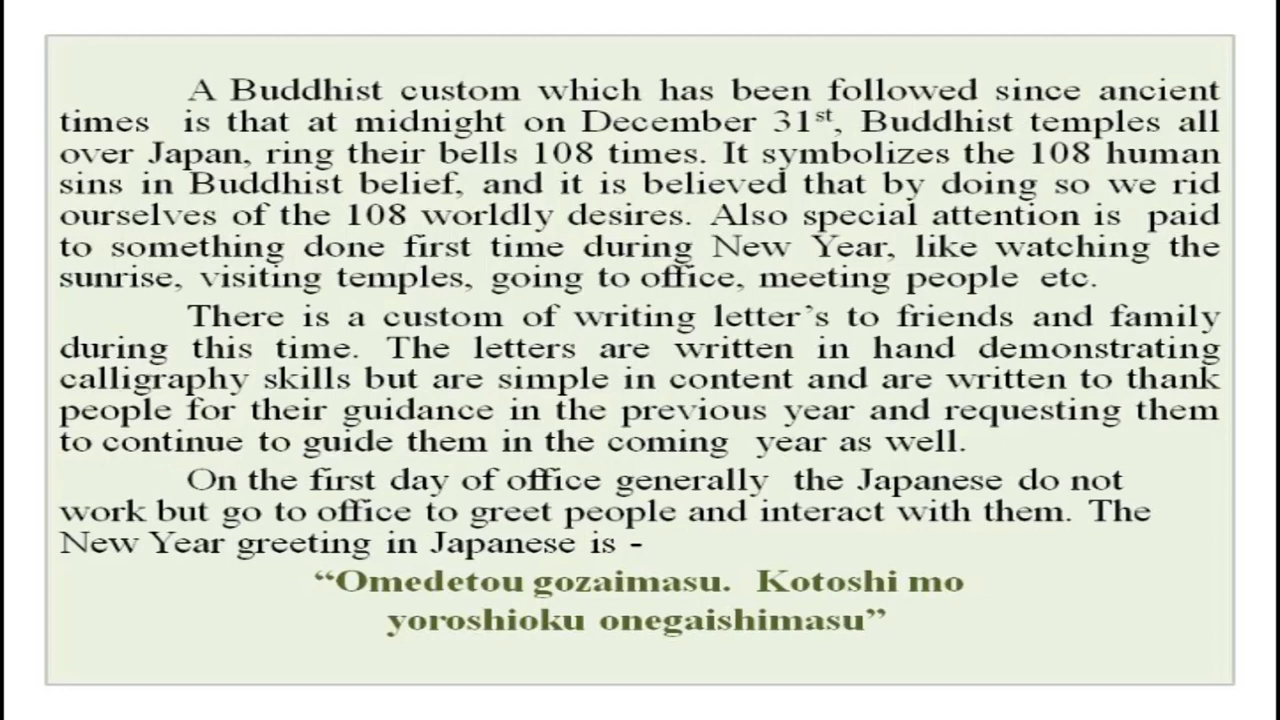 A Buddhist custom which has been followed since ancient
times is that at midnight on December 31st, Buddhist temples all
over Japan, ring their bells 108 times. It symbolizes the 108 human
sins in Buddhist belief, and it is believed that by doing so we rid
ourselves of the 108 worldly desires. Also special attention is paid
to something done first time during New Year, like watching the
sunrise, visiting temples, going to office, meeting people etc.
There is a custom of writing letter’s to friends and family
during this time. The letters are written in hand demonstrating
calligraphy skills but are simple in content and are written to thank
people for their guidance in the previous year and requesting them
to continue to guide them in the coming year as well.
On the first day of office generally the Japanese do not
work but go to office to greet people and interact with them. The
New Year greeting in Japanese is -
“Omedetou gozaimasu. Kotoshi mo
yoroshioku onegaishimasu”